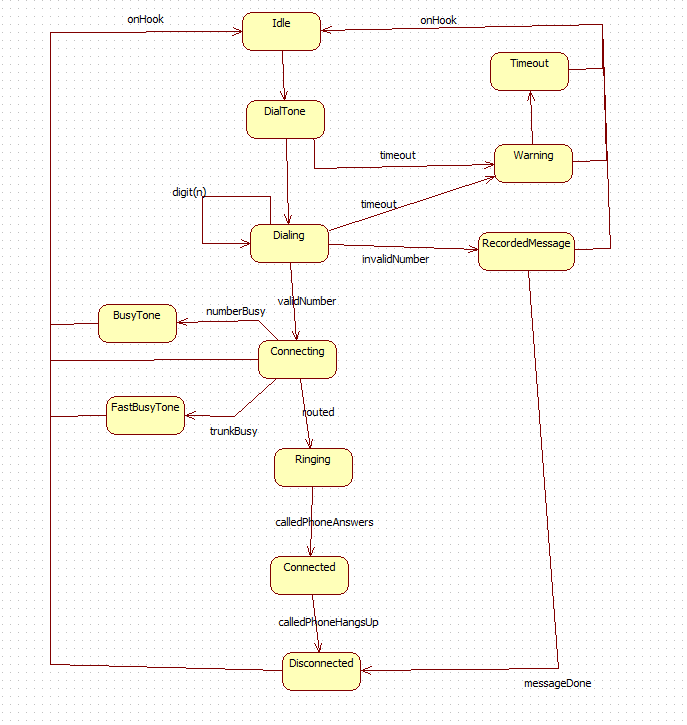 onHook
Idle
onHook
Timeout
DialTone
timeout
Warning
digit(n)
timeout
Dialing
RecordedMessage
invalidNumber
validNumber
BusyTone
numberBusy
Connecting
FastBusyTone
routed
trunkBusy
Ringing
calledPhoneAnswers
Connected
calledPhoneHangsUp
Disconnected
messageDone